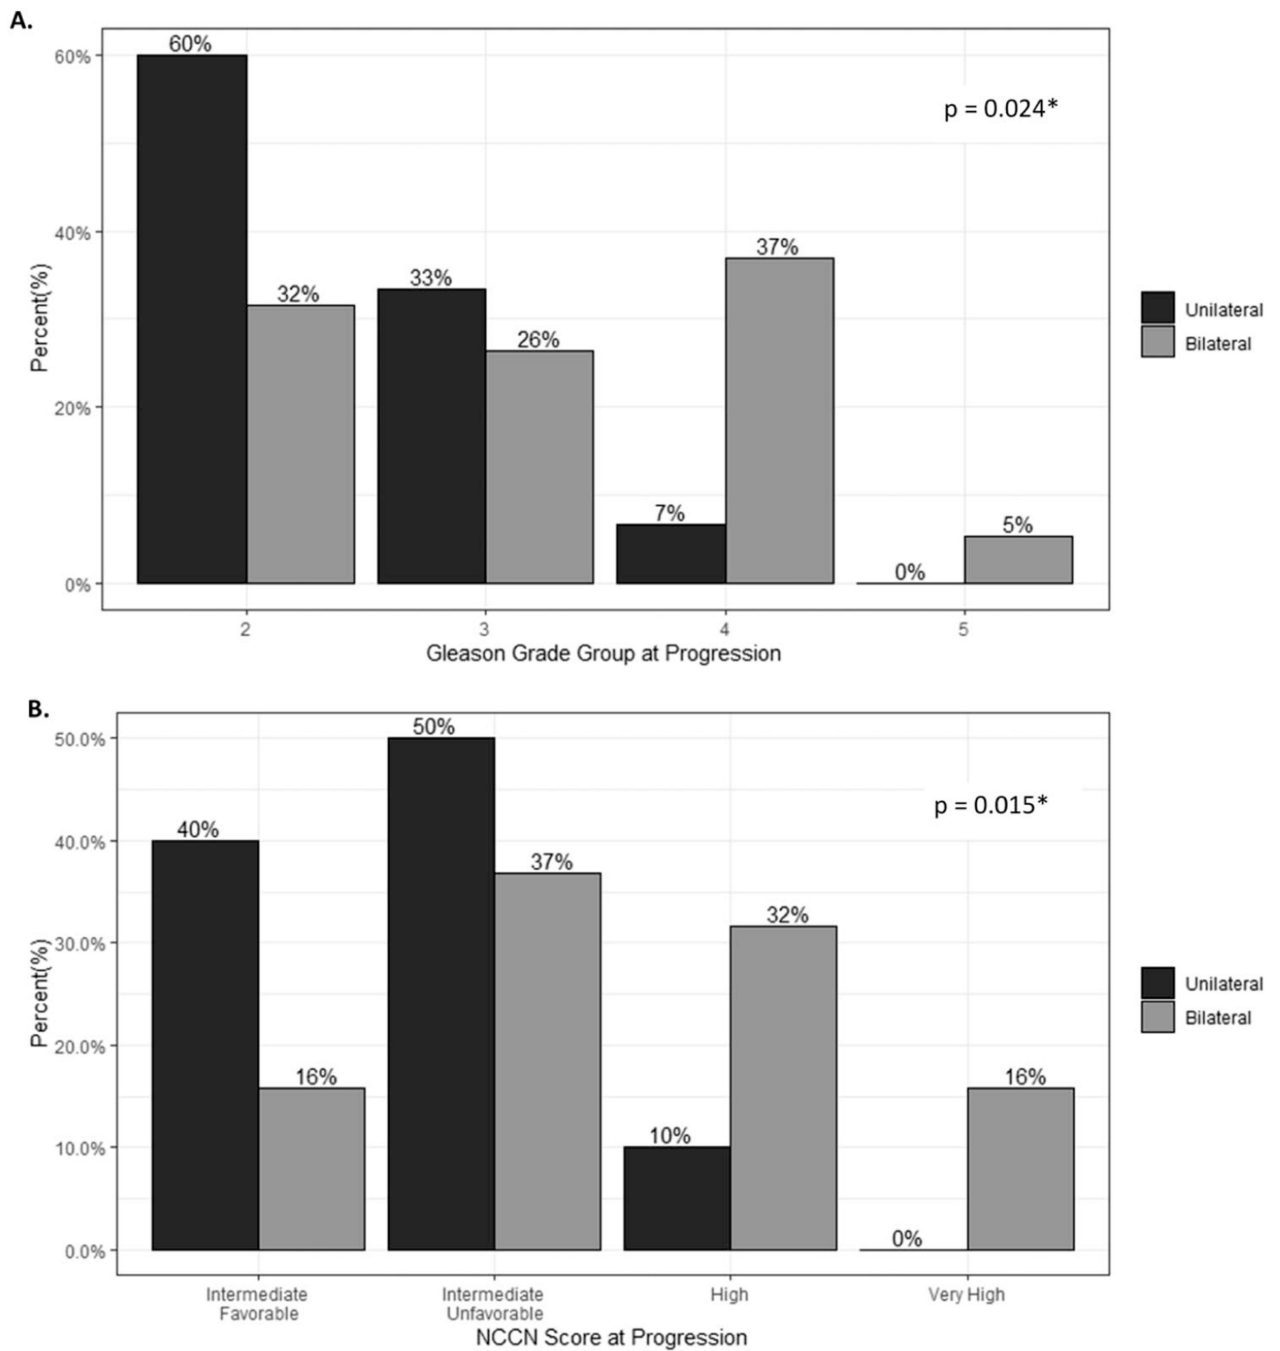 A.
60%
60%
p = 0.024*
40%
37%
33%
32%
26%
20%
7%
5%
0%
0%
Percent(%)
2 3 4 5
Gleason Grade Group at Progression
Unilateral
Bilateral
B.
50%
50.0%
p = 0.015*
40%
40.0%
37%
32%
30.0%
20.0%
16%
16%
10%
10.0%
0%
0.0%
Percent(%)
Intermediate Intermediate High Very High
Favorable Unfavorable
NCCN Score at Progression
Unilateral
Bilateral